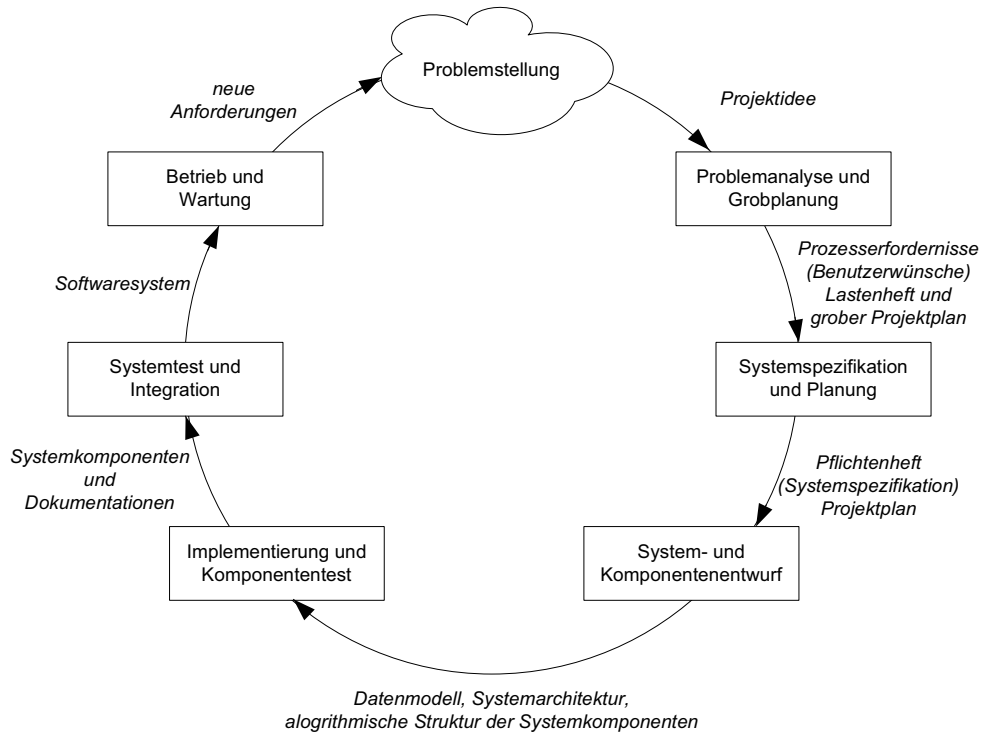 Problemstellung
Projektidee
Problemanalyse und
Grobplanung
Prozesserfordernisse
(Benutzerwünsche)
Lastenheft und
grober Projektplan
Systemspezifikation
und Planung
Pflichtenheft
(Systemspezifikation)
Projektplan
System- und
Komponentenentwurf
Datenmodell, Systemarchitektur,
alogrithmische Struktur der Systemkomponenten
Implementierung und
Komponententest
Systemkomponenten
und
Dokumentationen
Systemtest und
Integration
Softwaresystem
Betrieb und
Wartung
neue
Anforderungen